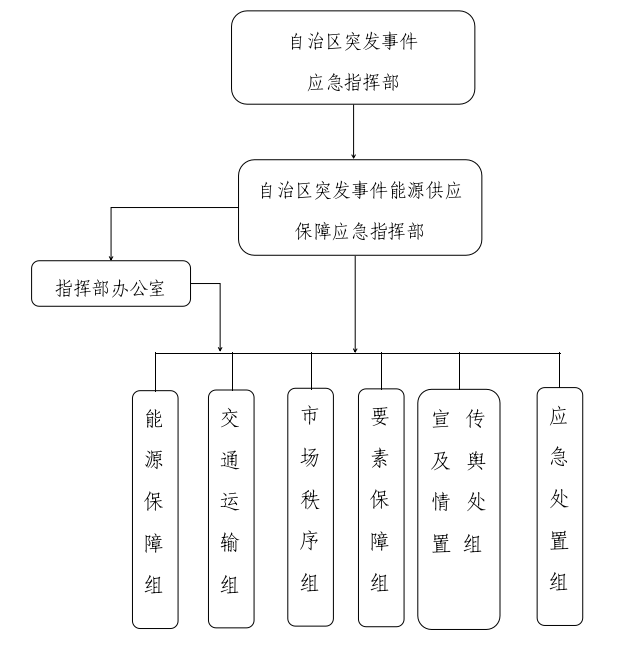 自治区突发事件
应急指挥部
自治区突发事件能源供应
保障应急指挥部
指挥部办公室
能源保障组
交通运输组
市场秩序组
要素保障组
宣传
及舆
情处
置组
应急处置组